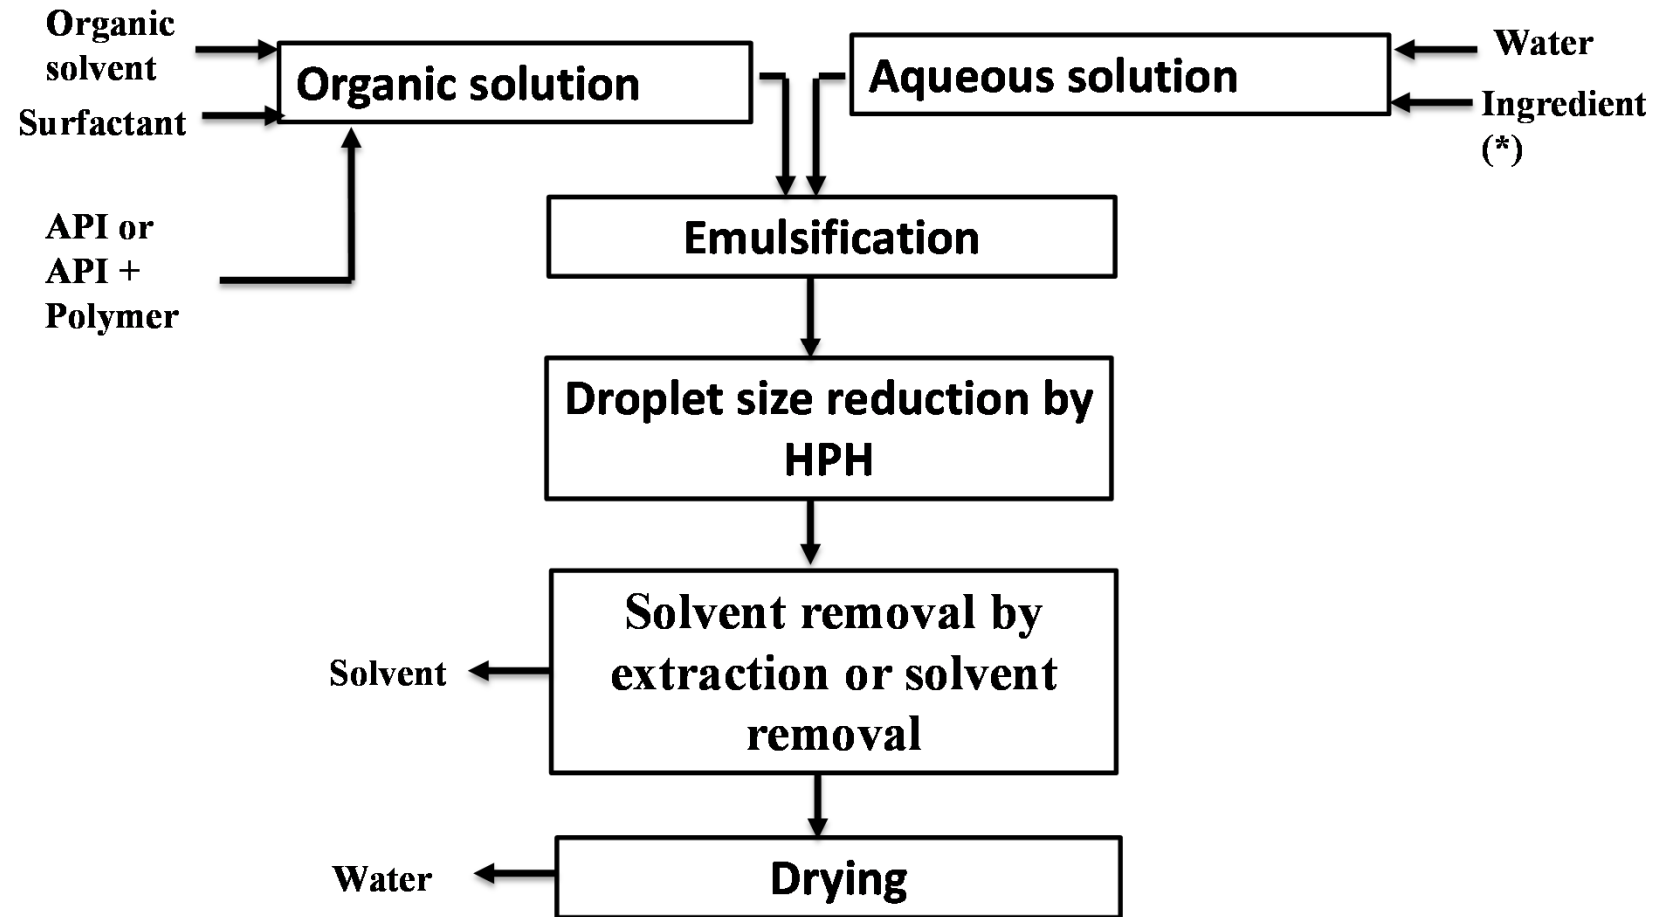 Organic
solvent
Surfactant
API or
API +
Polymer
Organic solution
Aqueous solution
Water
Ingredient
(*)
Emulsification
Droplet size reduction by
HPH
Solvent removal by
extraction or solvent
removal
Solvent
Drying
Water